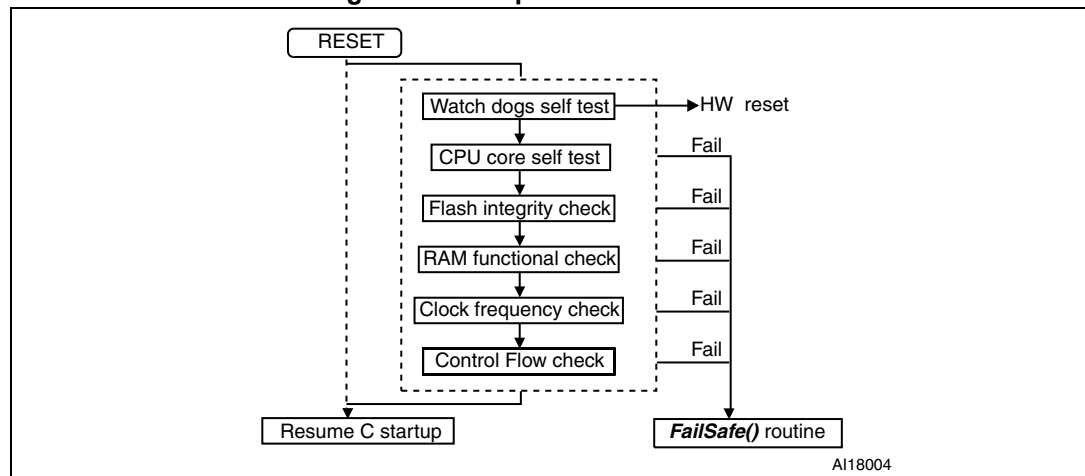 RESET
Watch dogs self test
HW reset
CPU core self test
Fail
Flash integrity check
Fail
RAM functional check
Fail
Clock frequency check
Fail
Control Flow check
Fail
Resume C startup
FailSafe() routine
AI18004